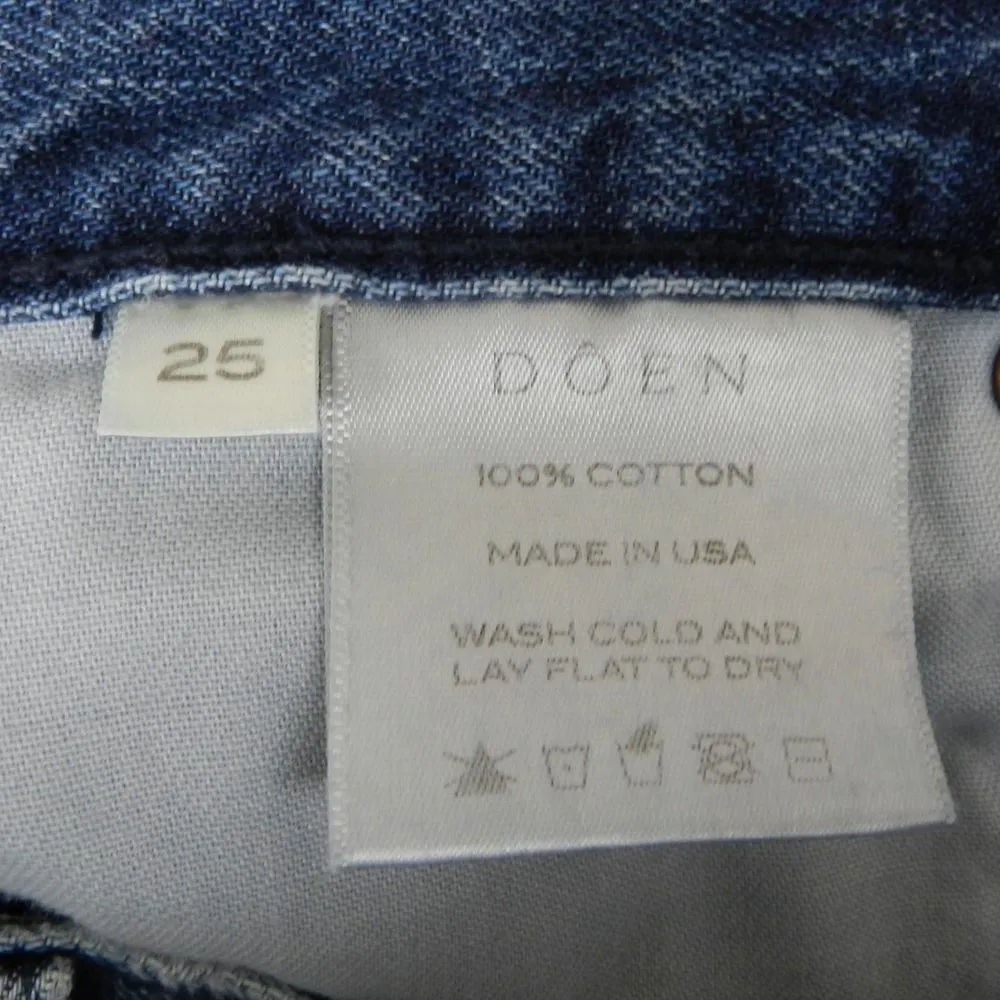 25
DÔEN
100% COTTON
MADE IN USA
WASH COLD AND
LAY FLAT TO DRY